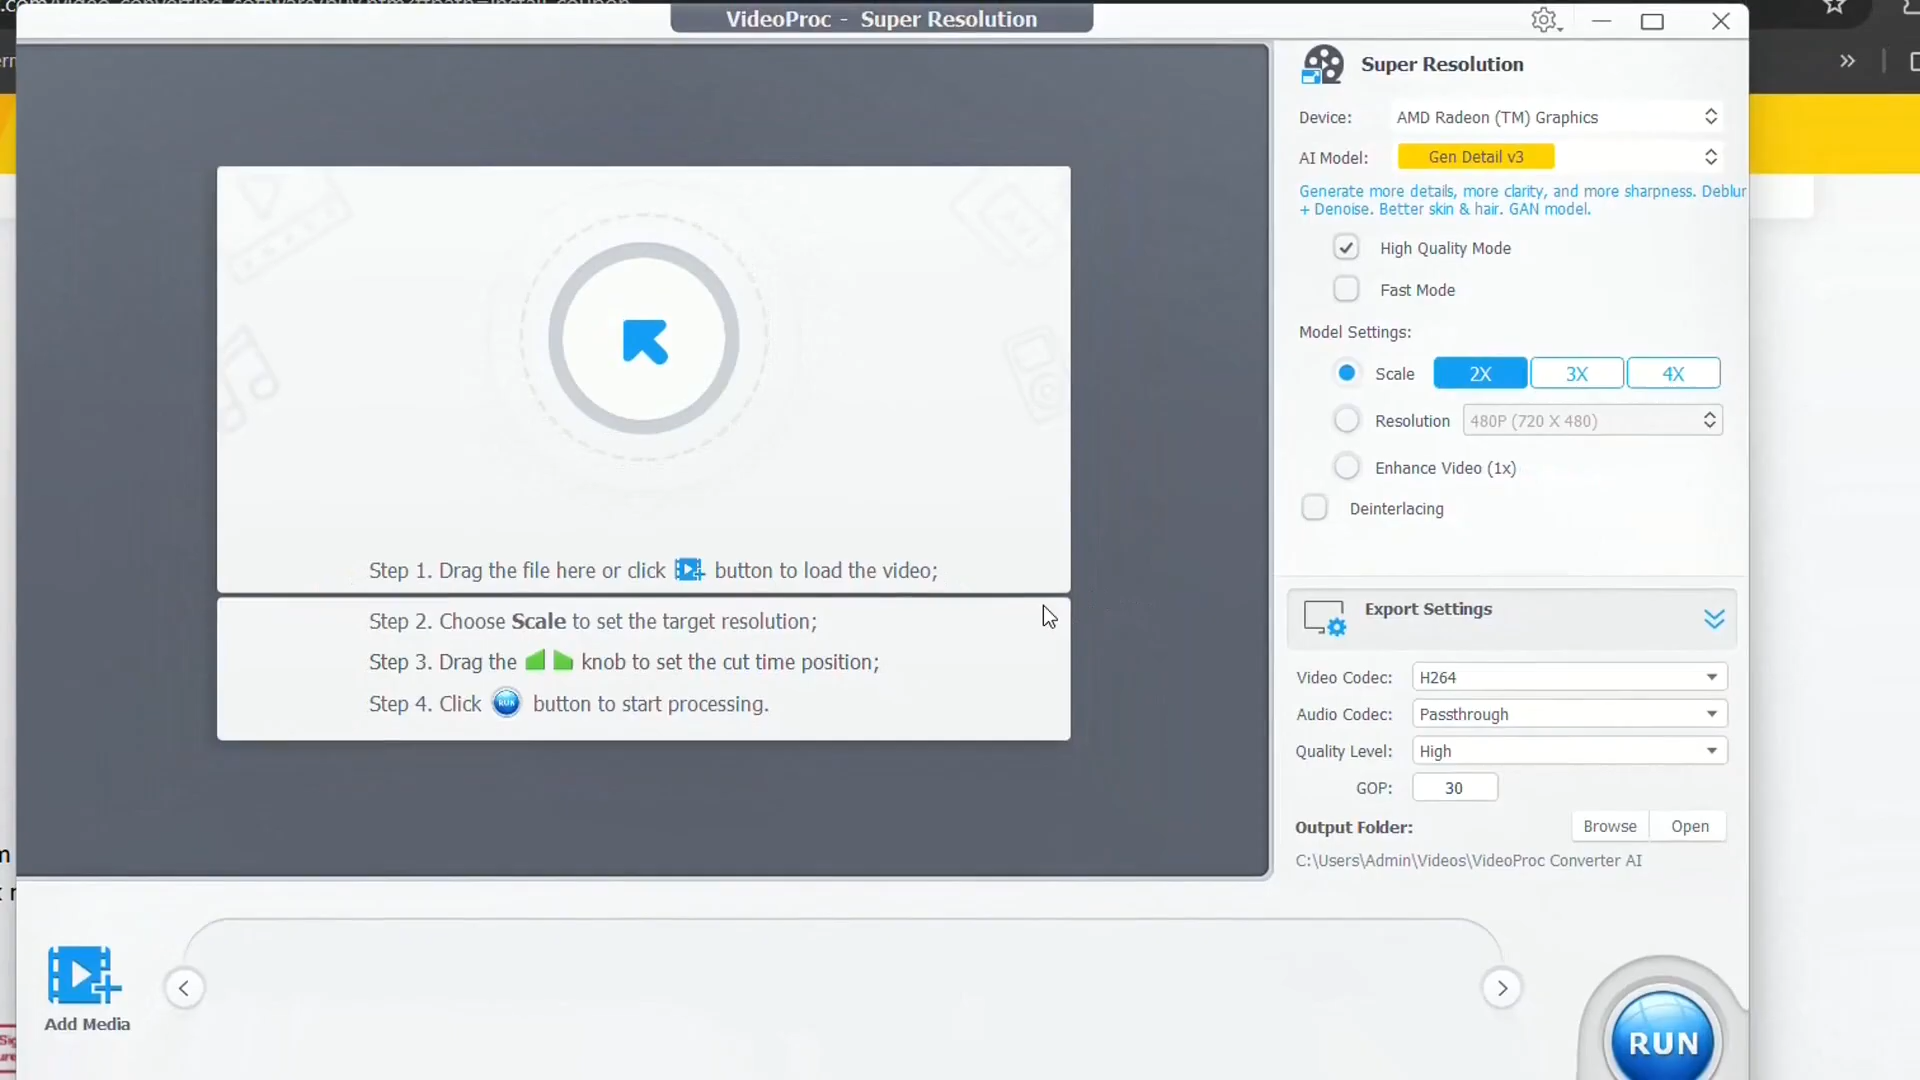 VideoProc - Super Resolution
Super Resolution
Device: AMD Radeon (TM) Graphics
AI Model: Gen Detail v3
Generate more details, more clarity, and more sharpness. Deblur
+ Denoise. Better skin & hair. GAN model.
High Quality Mode
Fast Mode
Model Settings:
Scale 2X 3X 4X
Resolution 480P (720 X 480)
Enhance Video (1x)
Deinterlacing
Step 1. Drag the file here or click button to load the video;
Step 2. Choose Scale to set the target resolution;
Step 3. Drag the knob to set the cut time position;
Step 4. Click RUN button to start processing.
Export Settings
Video Codec: H264
Audio Codec: Passthrough
Quality Level: High
GOP: 30
Output Folder: Browse Open
C:\Users\Admin\Videos\VideoProc Converter AI
Add Media
RUN